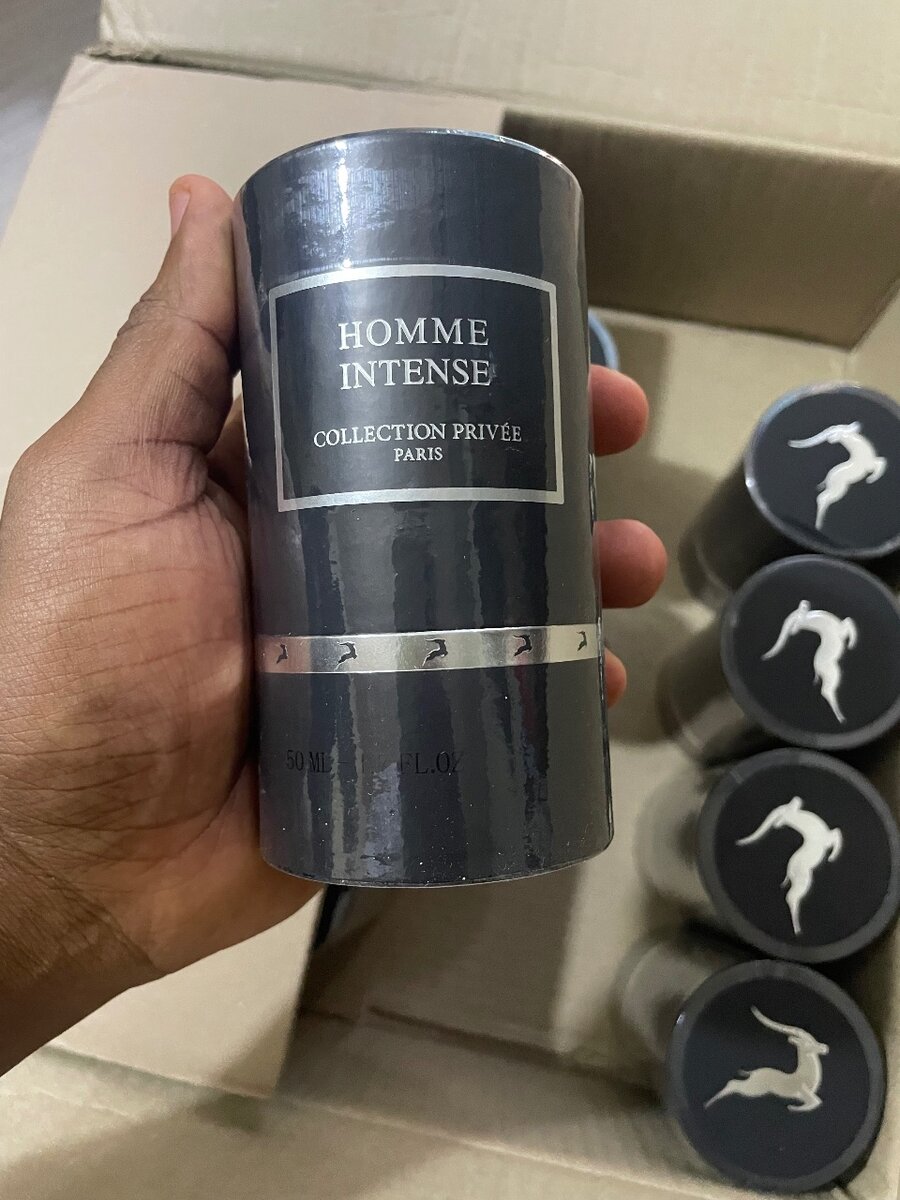 HOMME
INTENSE
COLLECTION PRIVÉE
PARIS
50 ML - FL.OZ